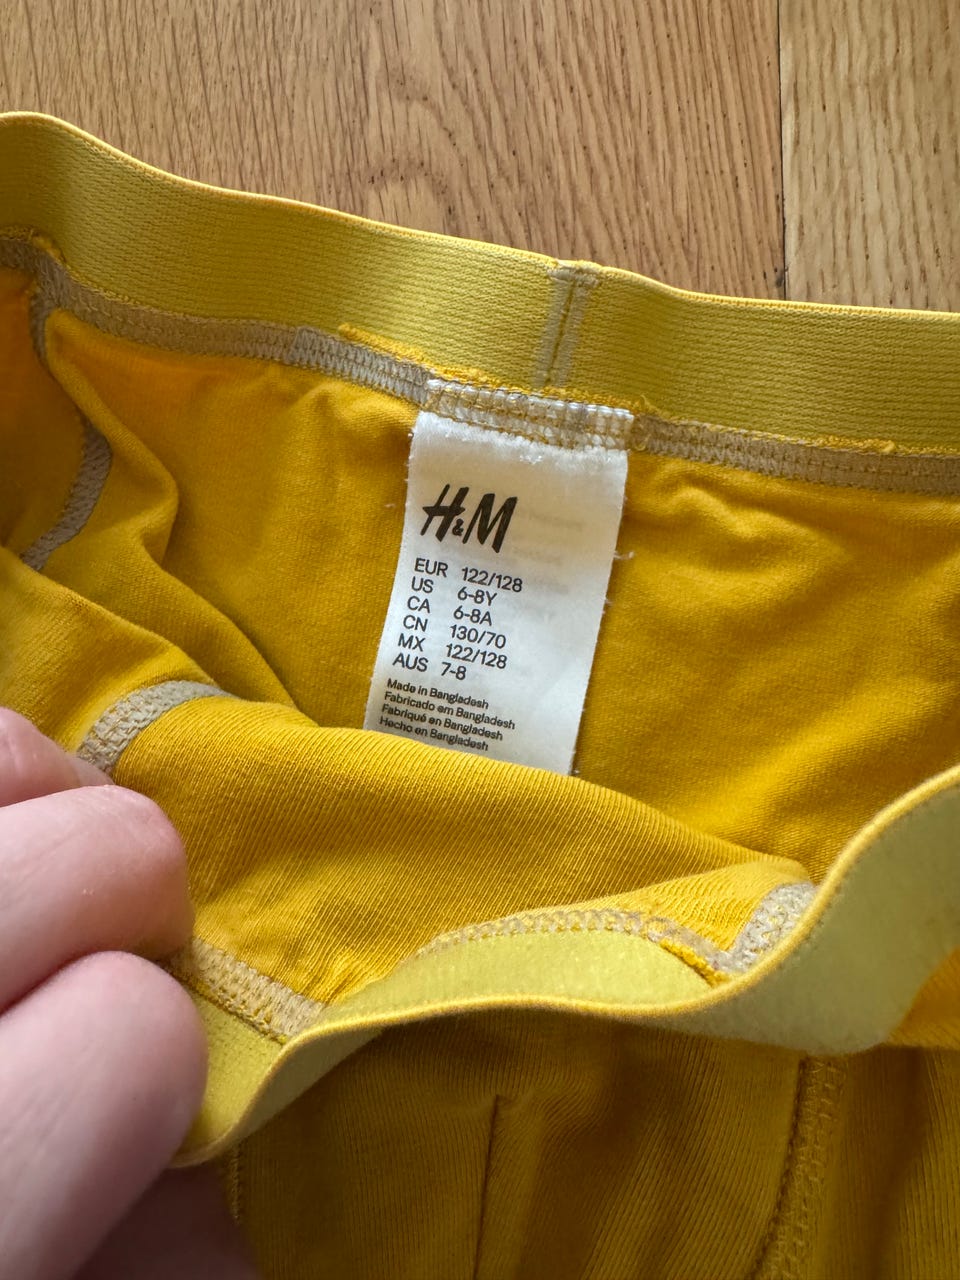 H&M
EUR 122/128
US 6-8Y
CA 6-8A
CN 130/70
MX 122/128
AUS 7-8
Made in Bangladesh
Fabricado em Bangladesh
Fabriqué en Bangladesh
Hecho en Bangladesh